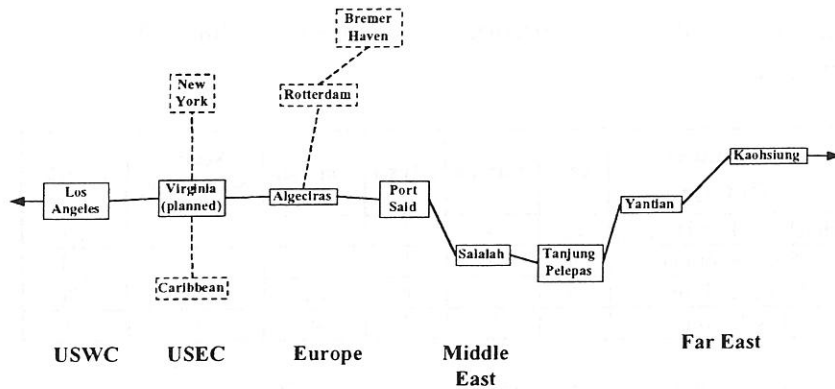 Bremer
Haven
New
York
Rotterdam
Kaohsiung
Los
Angeles
Virginia
(planned)
Algeciras
Port
Said
Yantian
Salalah
Tanjung
Pelepas
Caribbean
USWC
USEC
Europe
Middle
East
Far East